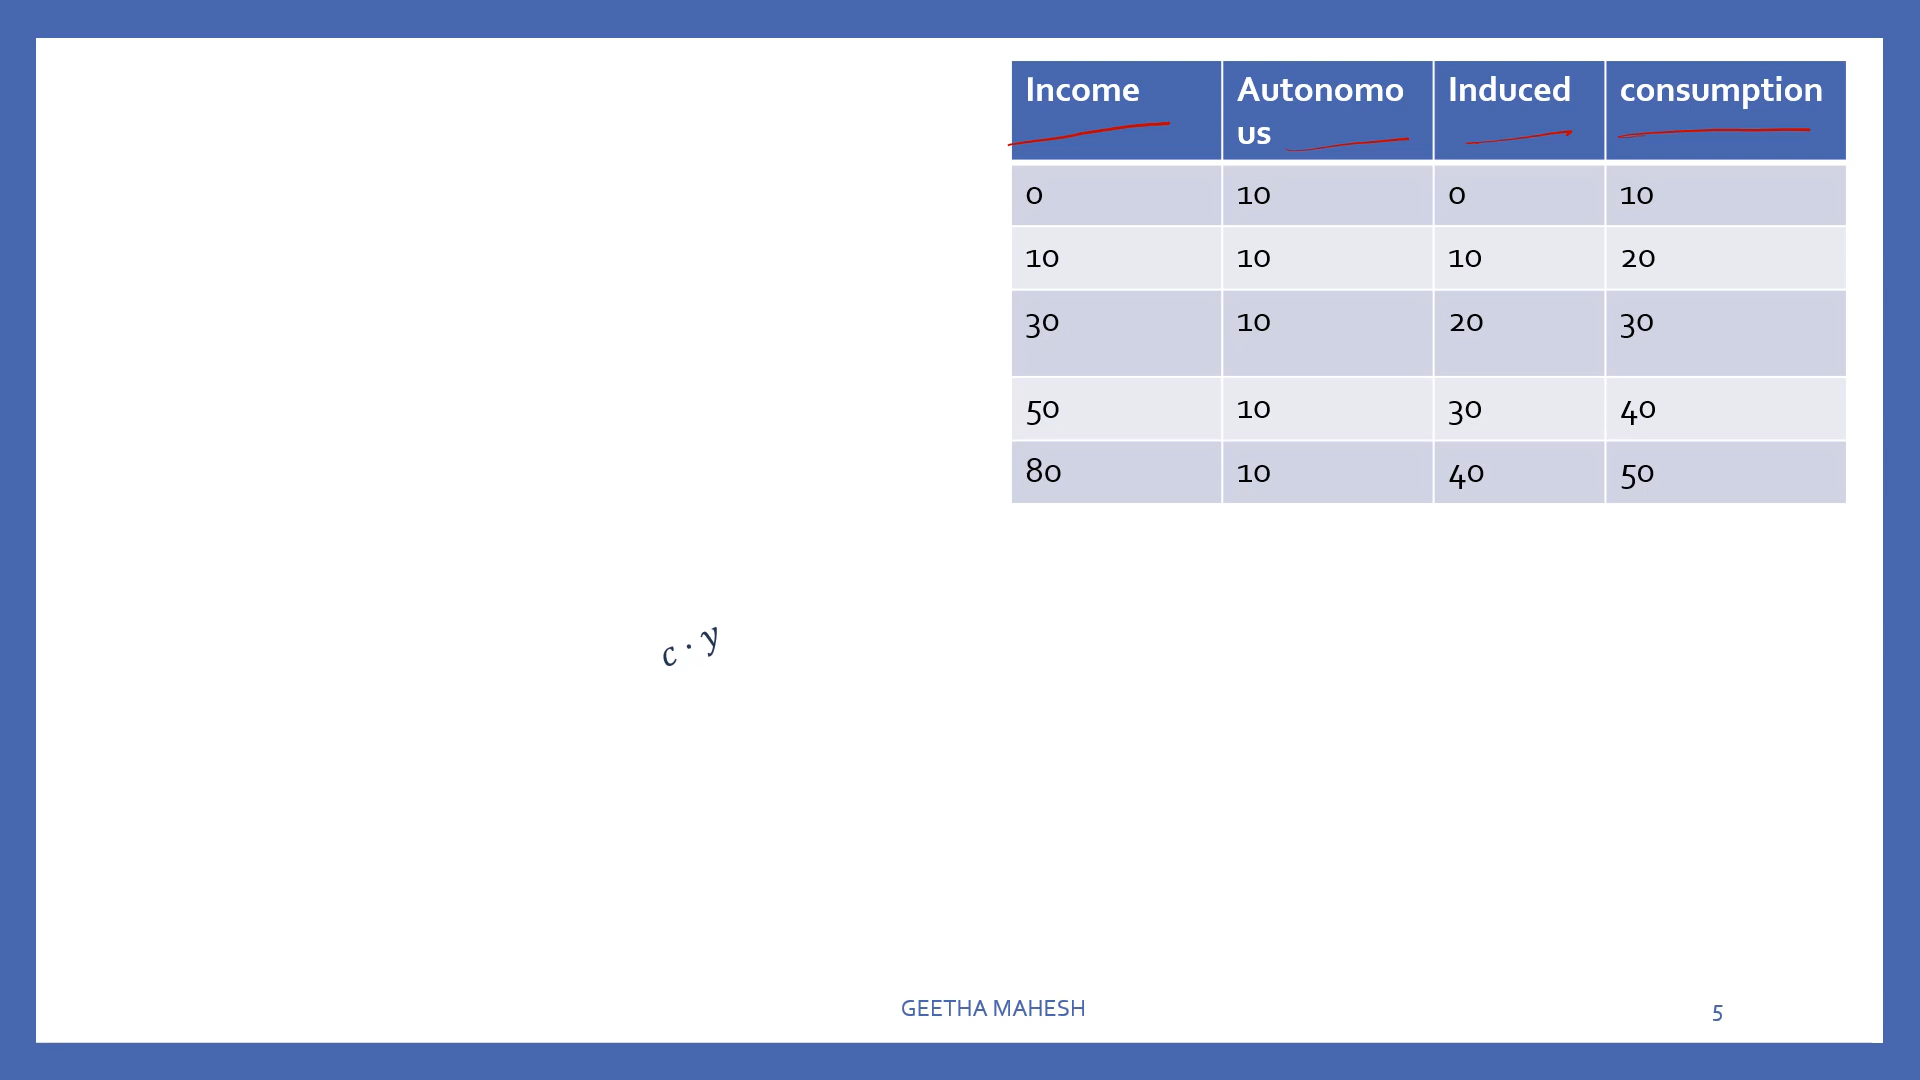 Income Autonomo Induced consumption
us
0 10 0 10
10 10 10 20
30 10 20 30
50 10 30 40
80 10 40 50
c · y
GEETHA MAHESH
5